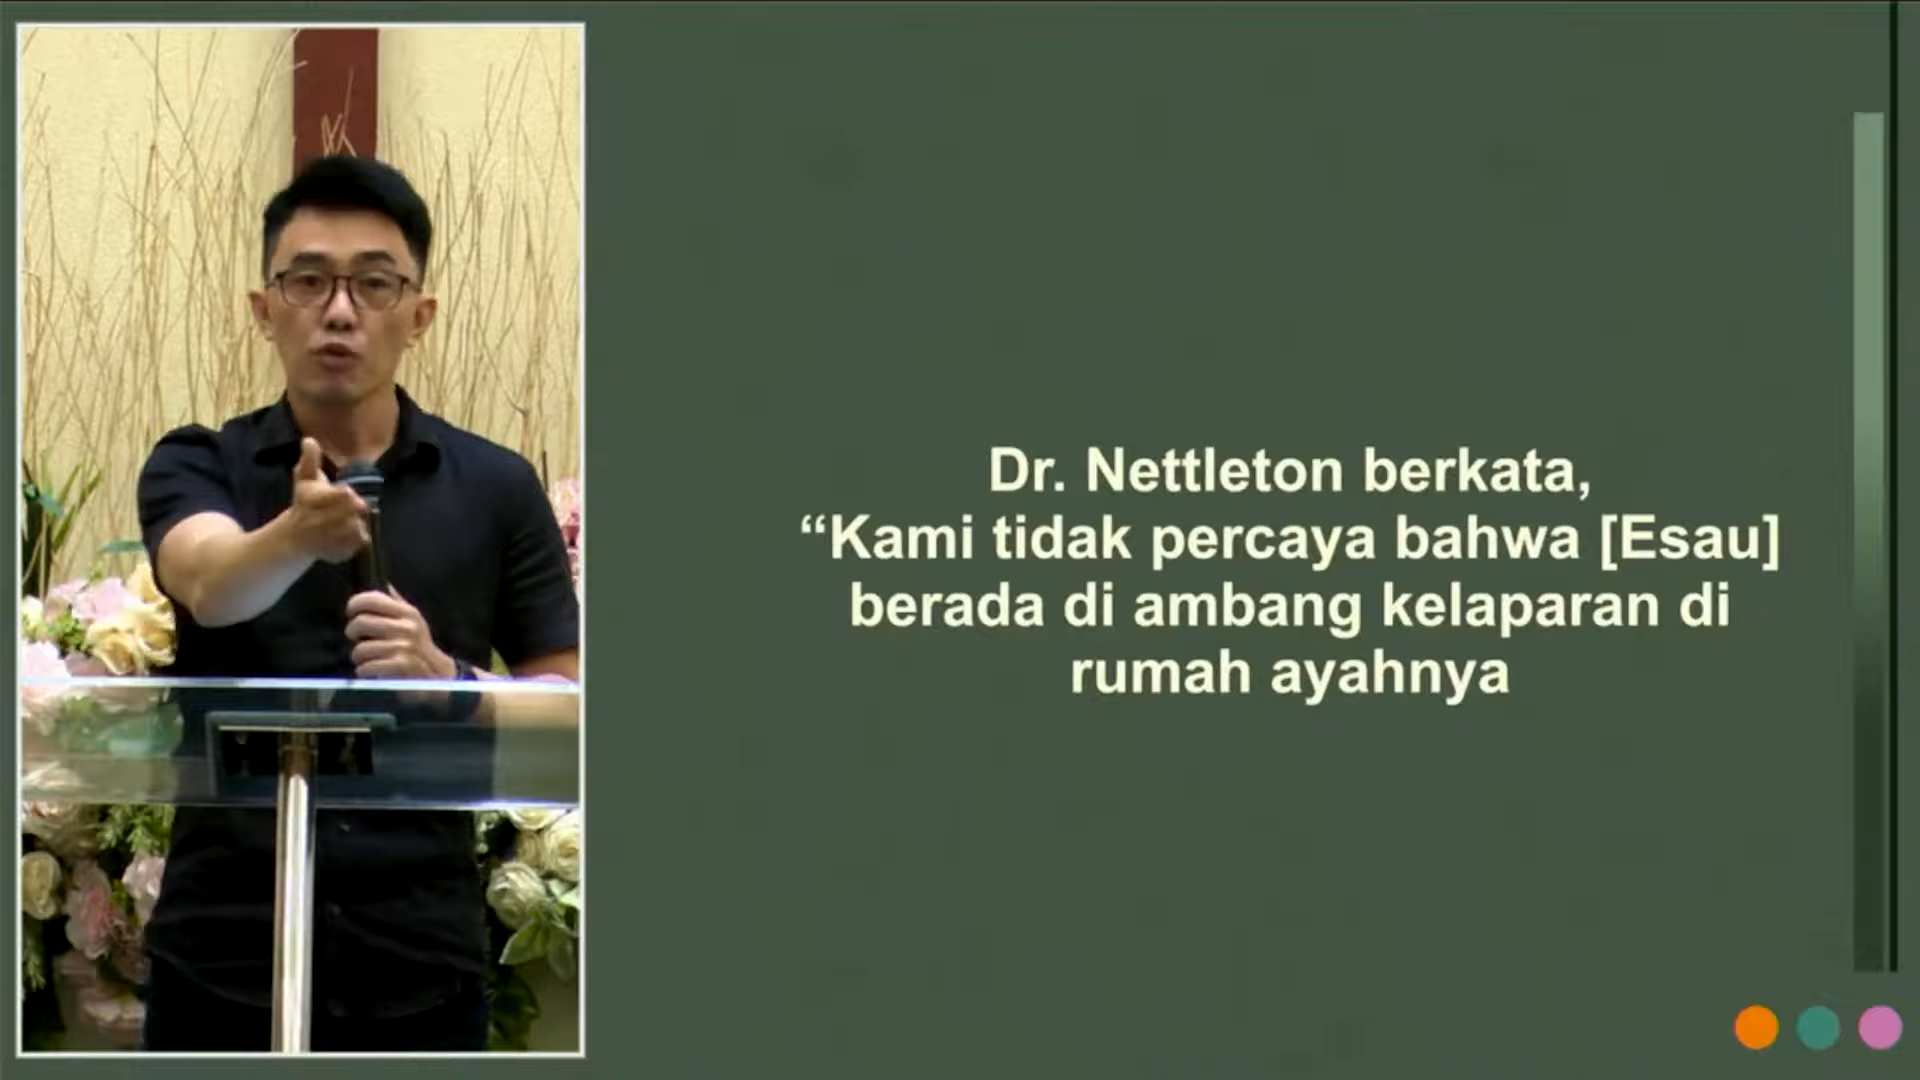 Dr. Nettleton berkata,
“Kami tidak percaya bahwa [Esau]
berada di ambang kelaparan di
rumah ayahnya